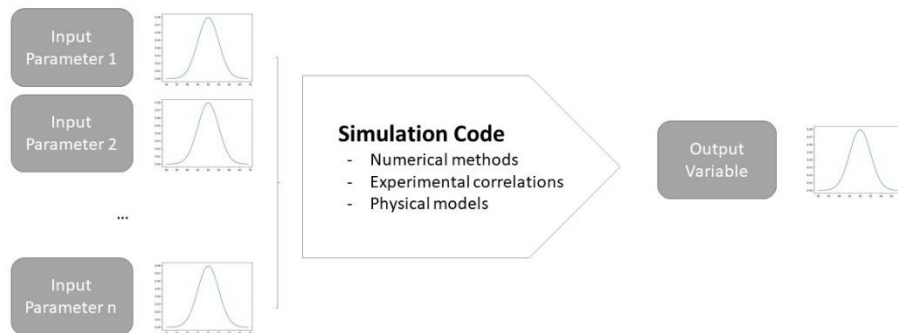 Input
Parameter 1
Input
Parameter 2
...
Input
Parameter n
Simulation Code
- Numerical methods
- Experimental correlations
- Physical models
Output
Variable